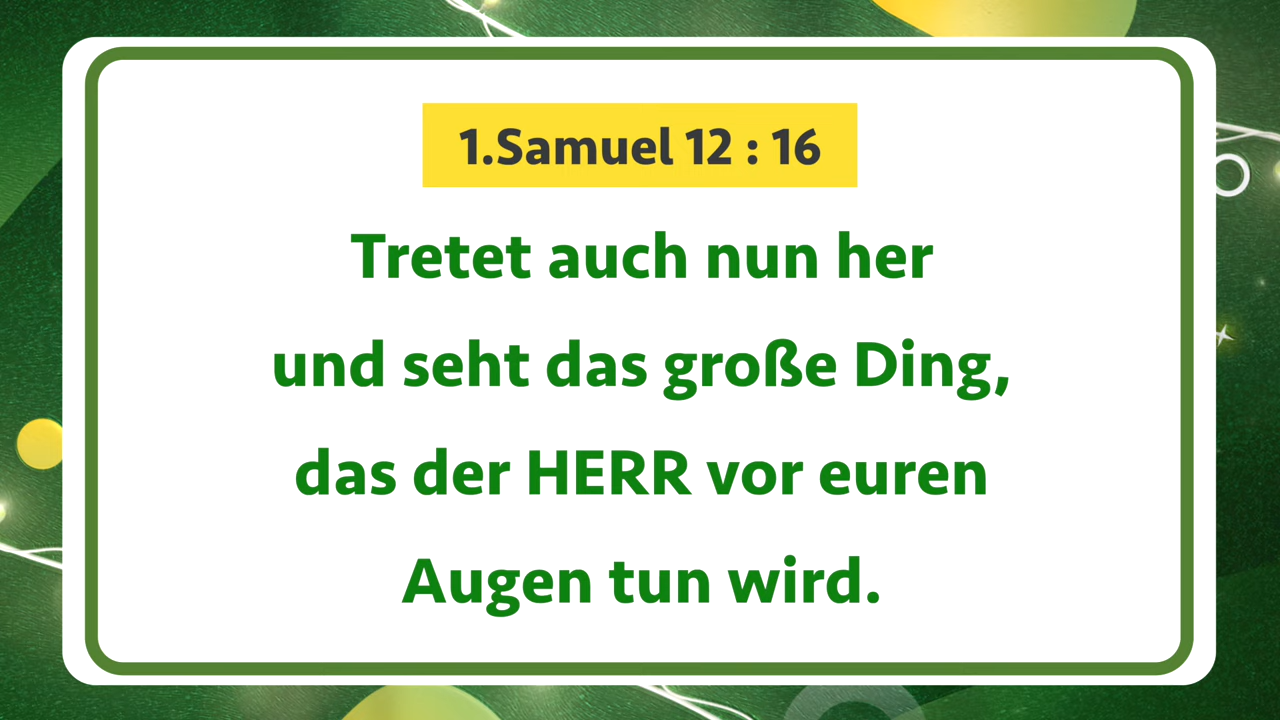 1.Samuel 12 : 16
Tretet auch nun her
und seht das große Ding,
das der HERR vor euren
Augen tun wird.